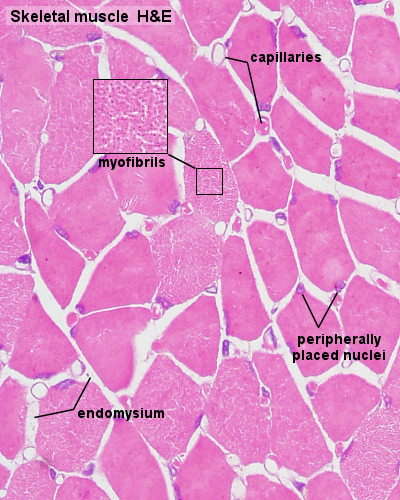 Skeletal muscle H&E
capillaries
myofibrils
peripherally
placed nuclei
endomysium